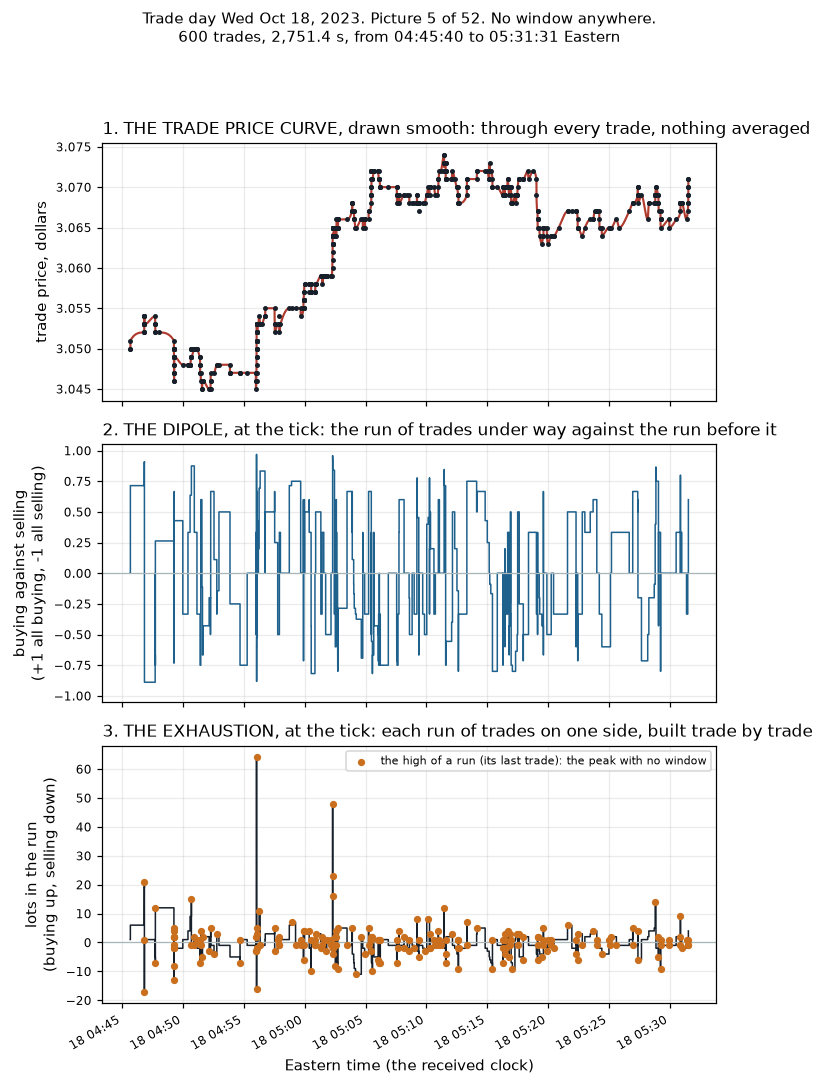 Trade day Wed Oct 18, 2023. Picture 5 of 52. No window anywhere.
600 trades, 2,751.4 s, from 04:45:40 to 05:31:31 Eastern
1. THE TRADE PRICE CURVE, drawn smooth: through every trade, nothing averaged
trade price, dollars
3.075
3.070
3.065
3.060
3.055
3.050
3.045
2. THE DIPOLE, at the tick: the run of trades under way against the run before it
buying against selling
(+1 all buying, -1 all selling)
1.00
0.75
0.50
0.25
0.00
−0.25
−0.50
−0.75
−1.00
3. THE EXHAUSTION, at the tick: each run of trades on one side, built trade by trade
the high of a run (its last trade): the peak with no window
lots in the run
(buying up, selling down)
60
50
40
30
20
10
0
−10
−20
18 04:45
18 04:50
18 04:55
18 05:00
18 05:05
18 05:10
18 05:15
18 05:20
18 05:25
18 05:30
Eastern time (the received clock)